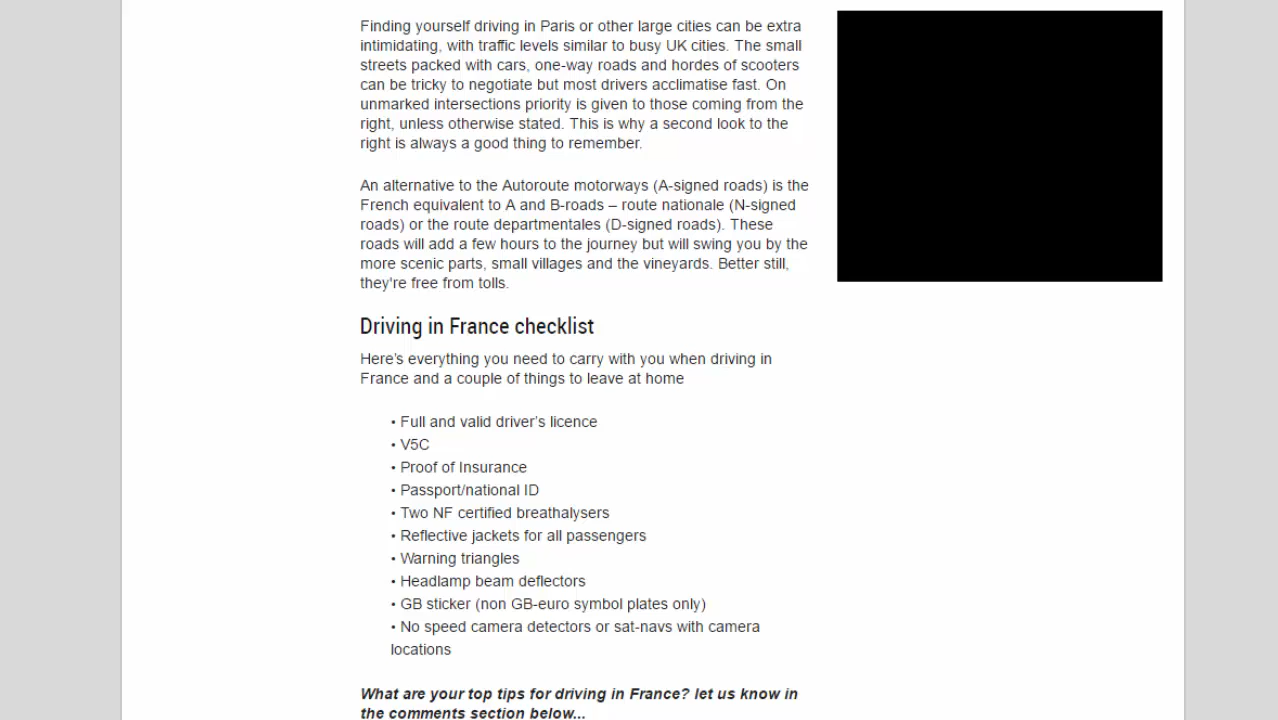 Finding yourself driving in Paris or other large cities can be extra
intimidating, with traffic levels similar to busy UK cities. The small
streets packed with cars, one-way roads and hordes of scooters
can be tricky to negotiate but most drivers acclimatise fast. On
unmarked intersections priority is given to those coming from the
right, unless otherwise stated. This is why a second look to the
right is always a good thing to remember.
An alternative to the Autoroute motorways (A-signed roads) is the
French equivalent to A and B-roads – route nationale (N-signed
roads) or the route departmentales (D-signed roads). These
roads will add a few hours to the journey but will swing you by the
more scenic parts, small villages and the vineyards. Better still,
they're free from tolls.
Driving in France checklist
Here’s everything you need to carry with you when driving in
France and a couple of things to leave at home
• Full and valid driver’s licence
• V5C
• Proof of Insurance
• Passport/national ID
• Two NF certified breathalysers
• Reflective jackets for all passengers
• Warning triangles
• Headlamp beam deflectors
• GB sticker (non GB-euro symbol plates only)
• No speed camera detectors or sat-navs with camera
locations
What are your top tips for driving in France? let us know in
the comments section below...